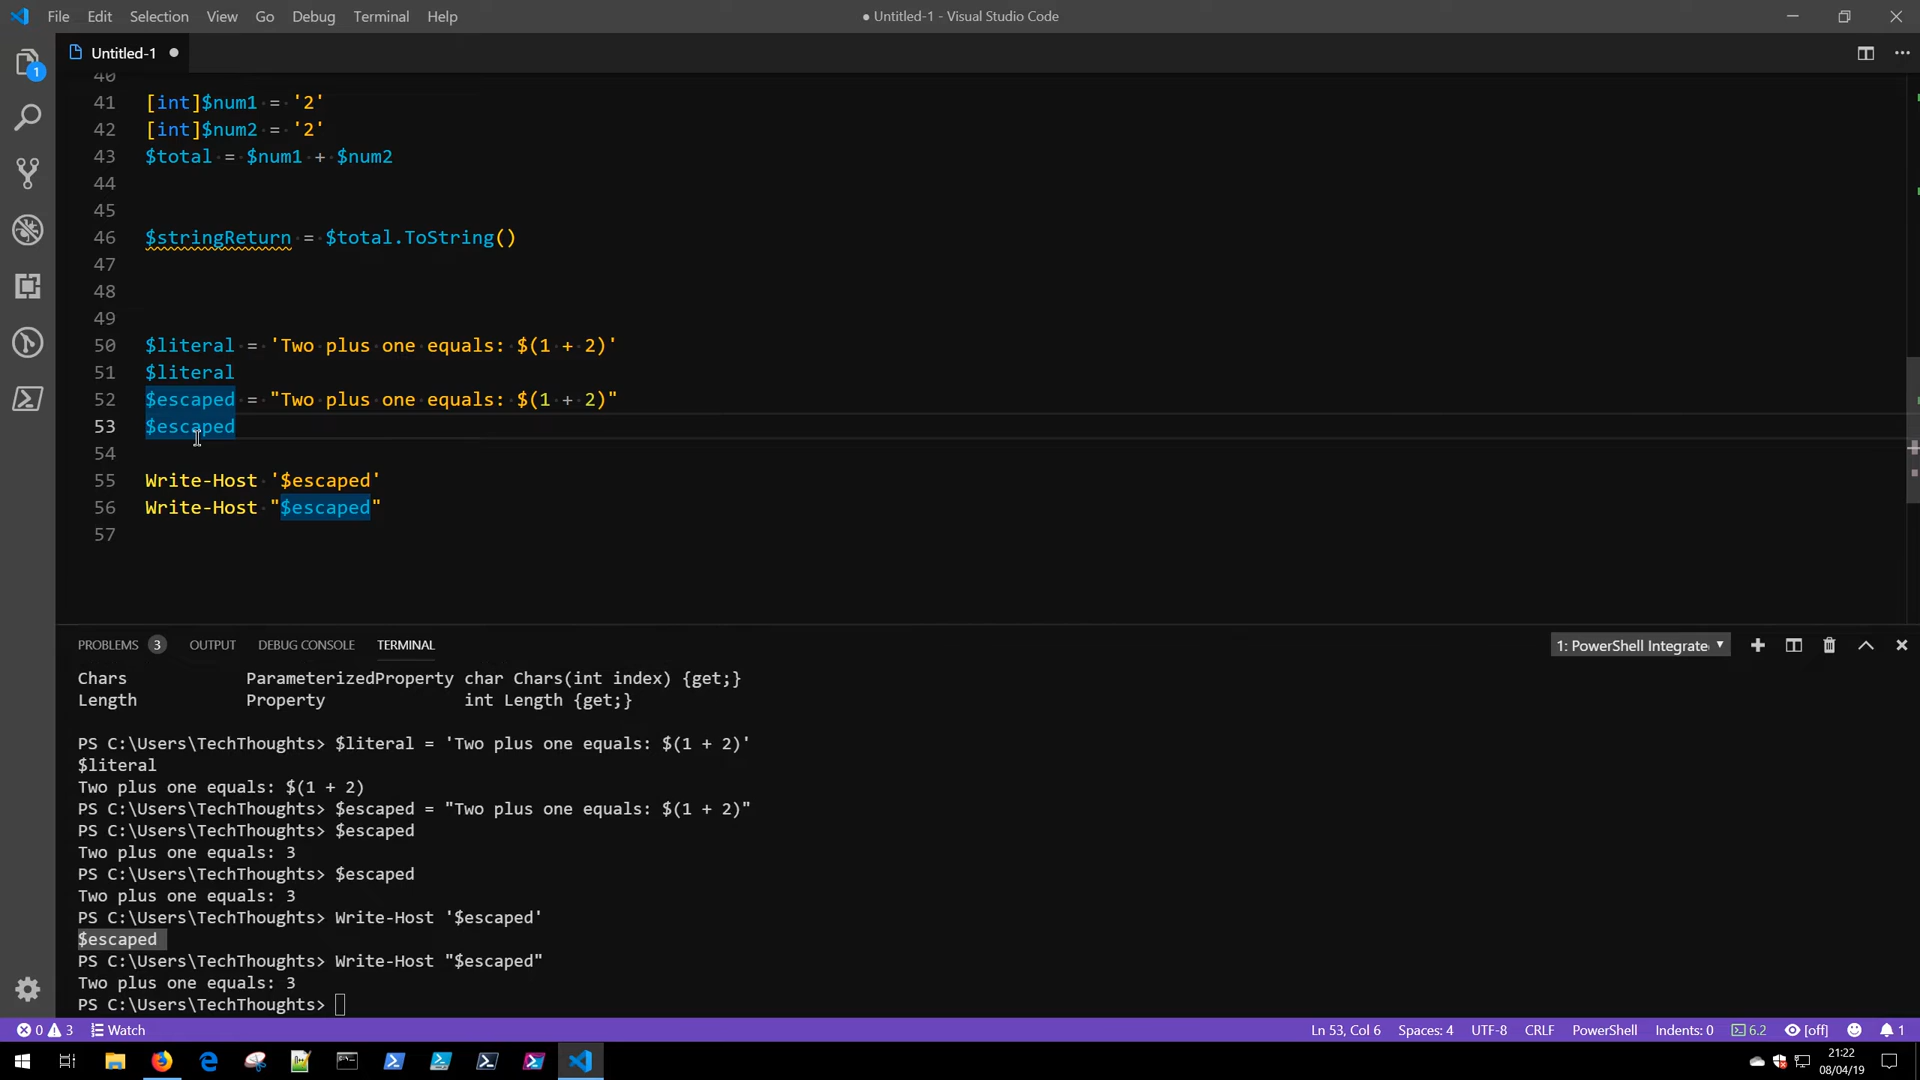 File Edit Selection View Go Debug Terminal Help ● Untitled-1 - Visual Studio Code
1 Untitled-1 ●
40
41 [int]$num1 = '2'
42 [int]$num2 = '2'
43 $total = $num1 + $num2
44
45
46 $stringReturn = $total.ToString()
47
48
49
50 $literal = 'Two plus one equals: $(1 + 2)'
51 $literal
52 $escaped = "Two plus one equals: $(1 + 2)"
53 $escaped
54
55 Write-Host '$escaped'
56 Write-Host "$escaped"
57
PROBLEMS 3 OUTPUT DEBUG CONSOLE TERMINAL 1: PowerShell Integrate
Chars ParameterizedProperty char Chars(int index) {get;}
Length Property int Length {get;}
PS C:\Users\TechThoughts> $literal = 'Two plus one equals: $(1 + 2)'
$literal
Two plus one equals: $(1 + 2)
PS C:\Users\TechThoughts> $escaped = "Two plus one equals: $(1 + 2)"
PS C:\Users\TechThoughts> $escaped
Two plus one equals: 3
PS C:\Users\TechThoughts> $escaped
Two plus one equals: 3
PS C:\Users\TechThoughts> Write-Host '$escaped'
$escaped
PS C:\Users\TechThoughts> Write-Host "$escaped"
Two plus one equals: 3
PS C:\Users\TechThoughts>
0 3 Watch Ln 53, Col 6 Spaces: 4 UTF-8 CRLF PowerShell Indents: 0 6.2 [off] 1
21:22
08/04/19